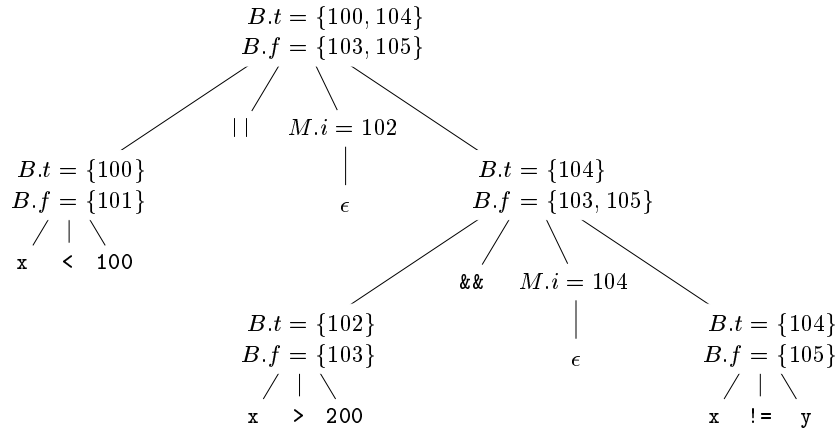 B.t = {100, 104}
B.f = {103, 105}
|| M.i = 102
B.t = {100}
B.f = {101}
ϵ
B.t = {104}
B.f = {103, 105}
x < 100
&& M.i = 104
B.t = {102}
B.f = {103}
ϵ
B.t = {104}
B.f = {105}
x > 200
x != y